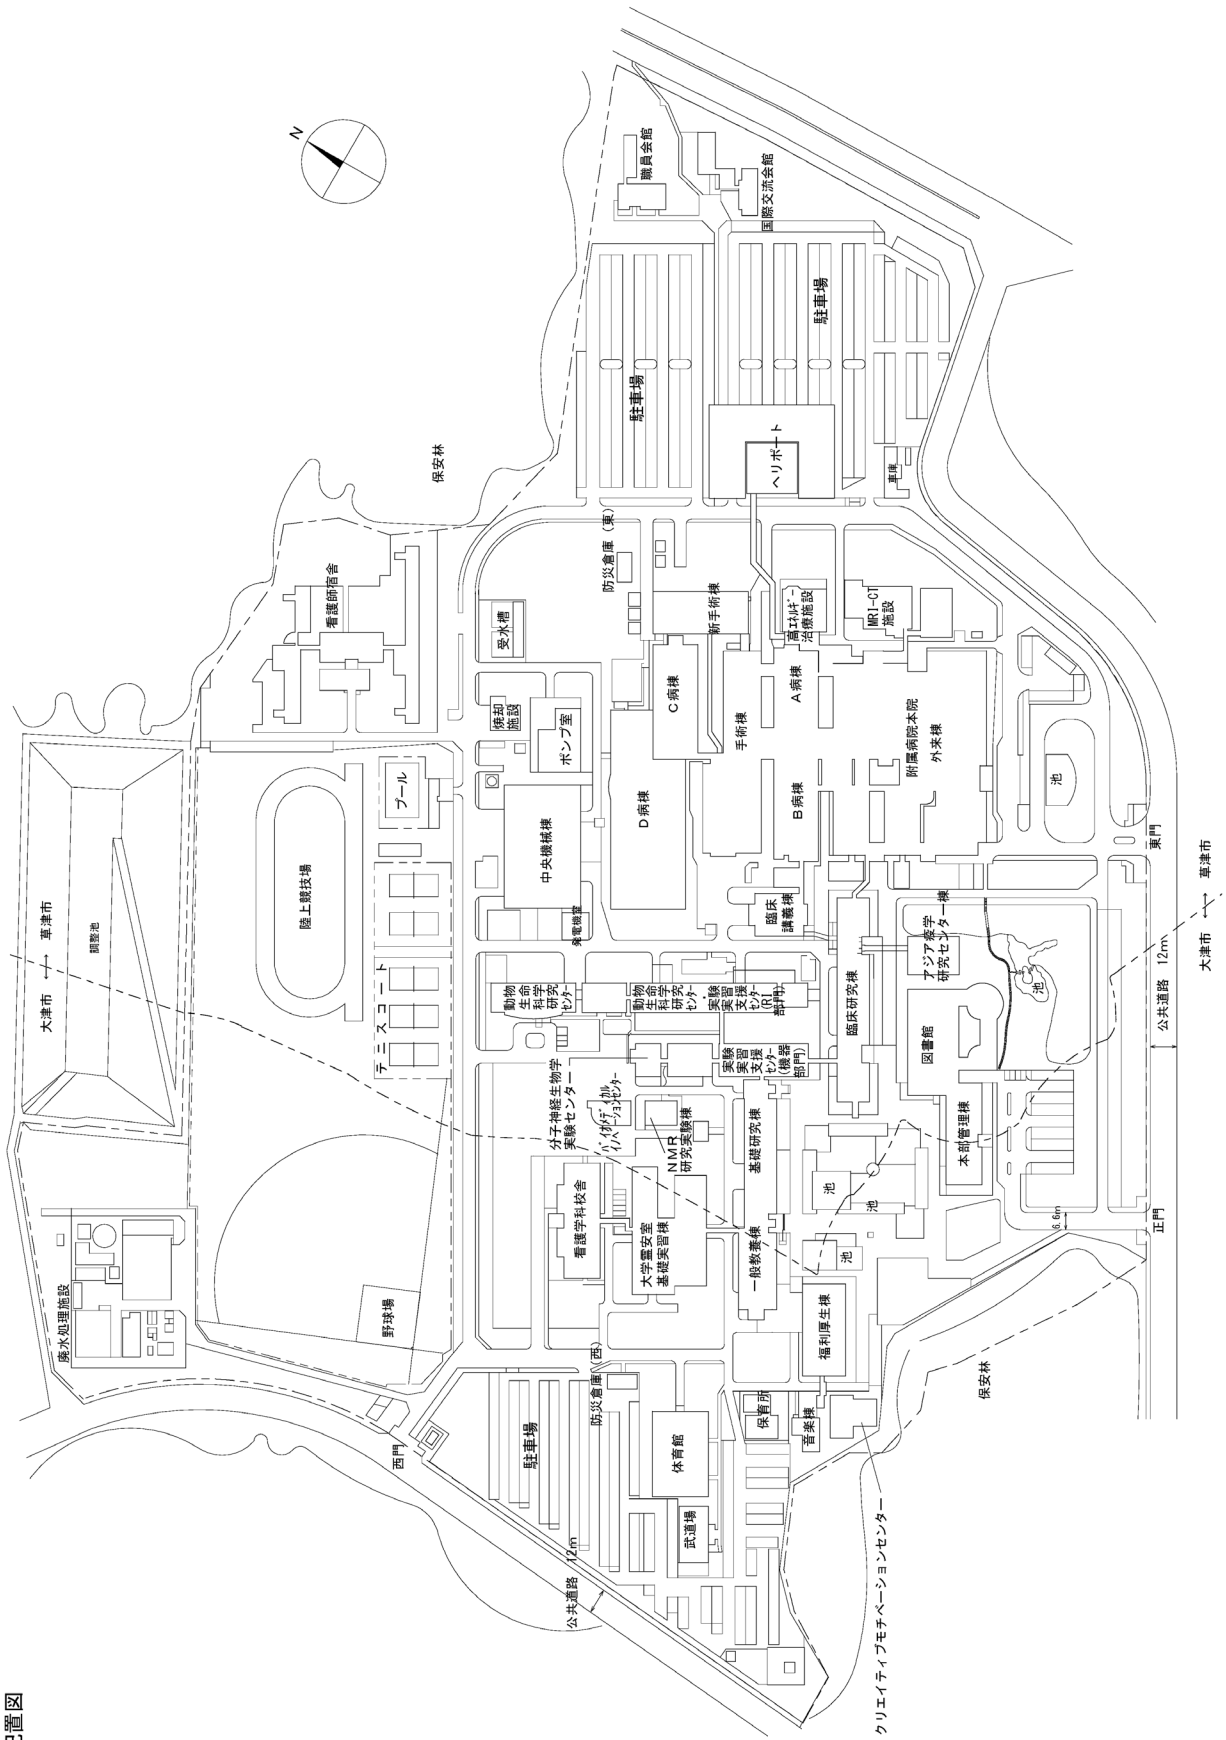 配置図
N
大津市 ←→ 草津市
調整池
廃水処理施設
保安林
看護師宿舎
陸上競技場
プール
テニスコート
野球場
西門
公共道路 12m
駐車場
防災倉庫(西)
体育館
武道場
保育所
音楽棟
クリエイティブモチベーションセンター
福利厚生棟
保安林
看護学科校舎
大学霊安室
基礎実習棟
一般教養棟
分子神経生物学
実験センター
バイオメディカル
イノベーションセンター
NMR
研究実験棟
基礎研究棟
動物
生命
科学
研究
センター
動物
生命
科学
研究
センター・
実験
実習
支援
センター
(RI
部門)
実験
実習
支援
センター
(機器
部門)
中央機械棟
発電機室
焼却
施設
ポンプ室
受水槽
防災倉庫(東)
C病棟
D病棟
新手術棟
手術棟
A病棟
B病棟
高エネルギー
治療施設
MRI-CT
施設
附属病院本院
外来棟
臨床
講義棟
臨床研究棟
アジア疫学
研究センター棟
図書館
本部管理棟
池
池
池
池
池
6.6m
正門
東門
公共道路 12m
大津市 ←→ 草津市
駐車場
駐車場
ヘリポート
車庫
職員会館
国際交流会館